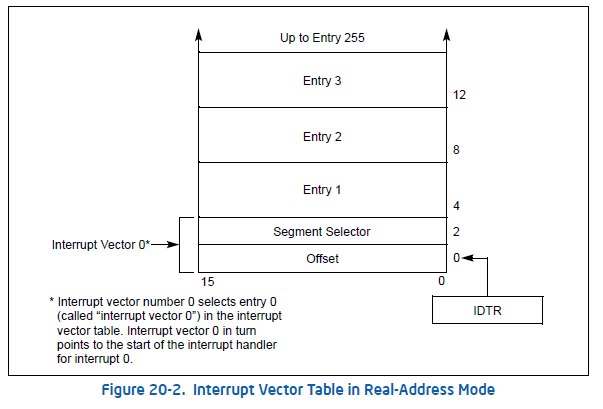 Up to Entry 255
Entry 3
12
Entry 2
8
Entry 1
4
Segment Selector
2
Interrupt Vector 0*
Offset
0
15
0
* Interrupt vector number 0 selects entry 0
(called “interrupt vector 0”) in the interrupt
vector table. Interrupt vector 0 in turn
points to the start of the interrupt handler
for interrupt 0.
IDTR
Figure 20-2. Interrupt Vector Table in Real-Address Mode